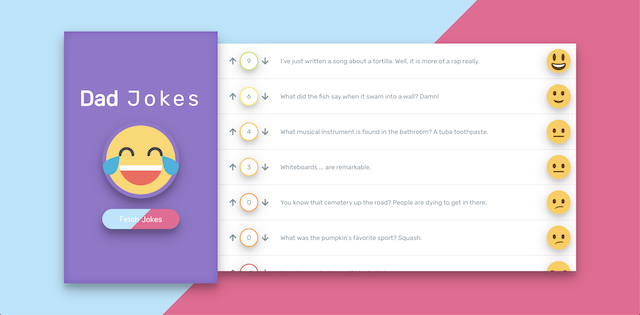 Dad Jokes
Fetch Jokes
9 I've just written a song about a tortilla. Well, it is more of a rap really.
6 What did the fish say when it swam into a wall? Damn!
4 What musical instrument is found in the bathroom? A tuba toothpaste.
3 Whiteboards ... are remarkable.
0 You know that cemetery up the road? People are dying to get in there.
0 What was the pumpkin's favorite sport? Squash.